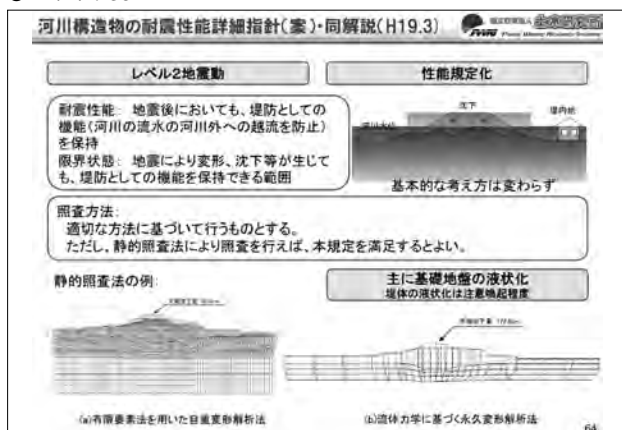 河川構造物の耐震性能詳細指針(案)・同解説(H19.3)
レベル2地震動
性能規定化
耐震性能： 地震後においても、堤防としての
機能(河川の流水の河川外への越流を防止)
を保持
限界状態： 地震により変形、沈下等が生じて
も、堤防としての機能を保持できる範囲
沈下
堤内地
基本的な考え方は変わらず
照査方法：
適切な方法に基づいて行うものとする。
ただし、静的照査法により照査を行えば、本規定を満足するとよい。
静的照査法の例：
主に基礎地盤の液状化
堤体の液状化は注意喚起程度
(a)有限要素法を用いた自重変形解析法
(b)流体力学に基づく永久変形解析法
64